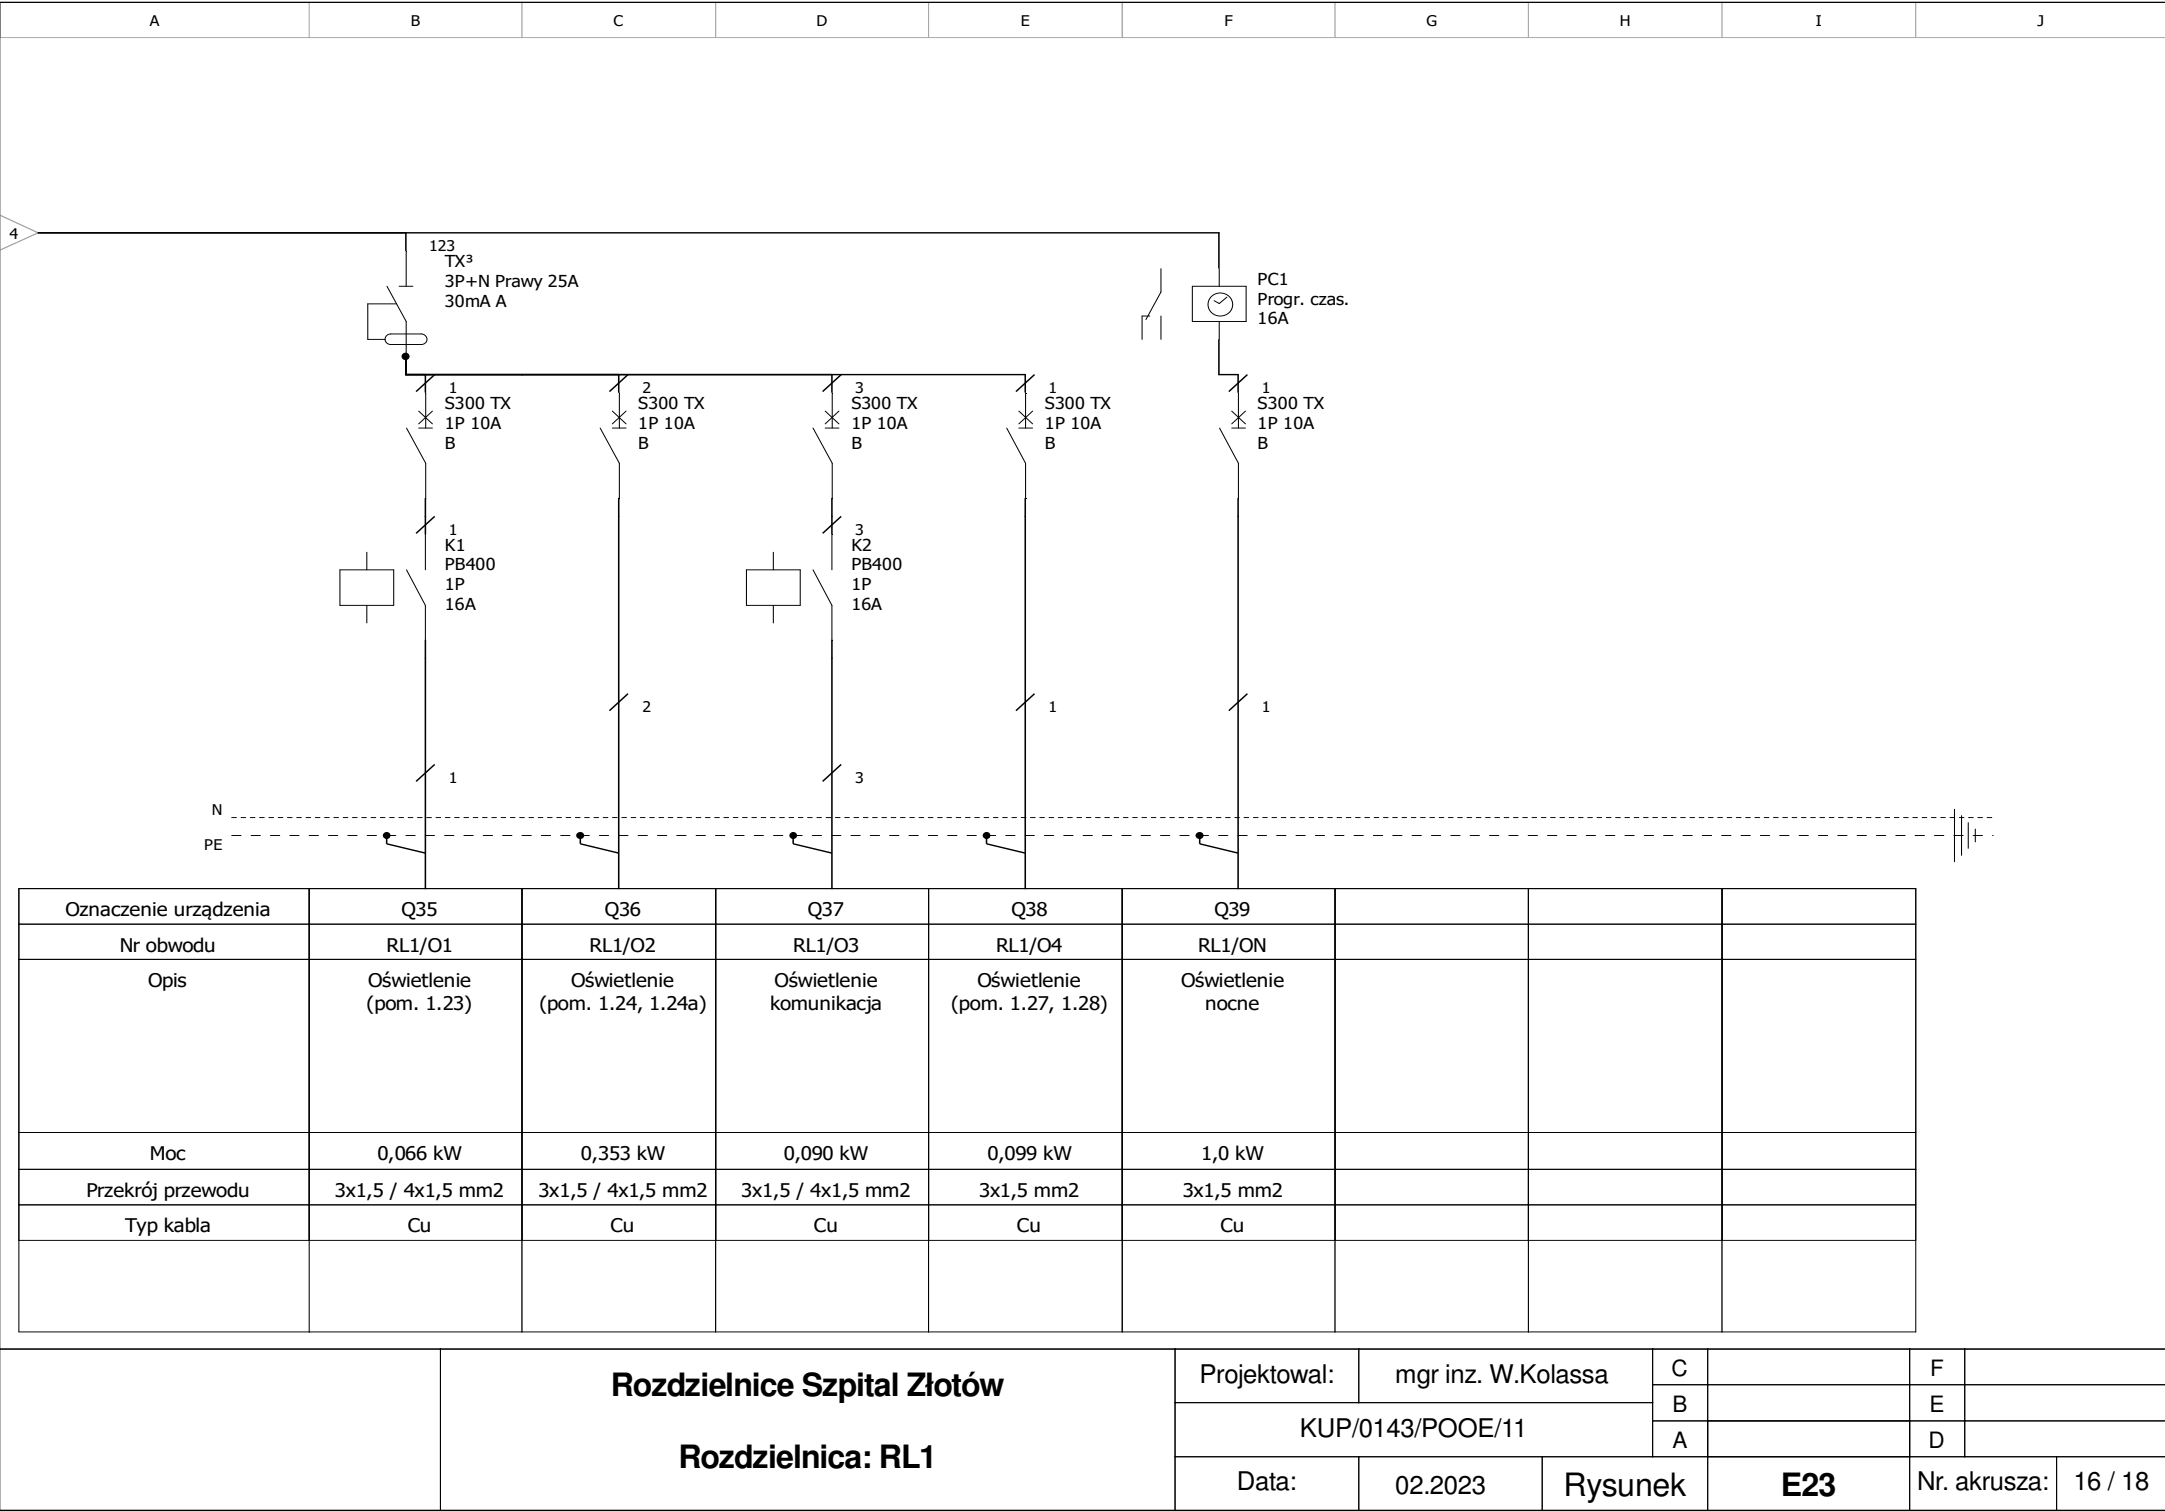 A B C D E F G H I J
4
123
TX³
3P+N Prawy 25A
30mA A
PC1
Progr. czas.
16A
1 2 3 1 1
S300 TX S300 TX S300 TX S300 TX S300 TX
1P 10A 1P 10A 1P 10A 1P 10A 1P 10A
B B B B B
1 3
K1 K2
PB400 PB400
1P 1P
16A 16A
2 1 1
1 3
N
PE
Oznaczenie urządzenia Q35 Q36 Q37 Q38 Q39
Nr obwodu RL1/O1 RL1/O2 RL1/O3 RL1/O4 RL1/ON
Opis Oświetlenie Oświetlenie Oświetlenie Oświetlenie Oświetlenie
(pom. 1.23) (pom. 1.24, 1.24a) komunikacja (pom. 1.27, 1.28) nocne
Moc 0,066 kW 0,353 kW 0,090 kW 0,099 kW 1,0 kW
Przekrój przewodu 3x1,5 / 4x1,5 mm2 3x1,5 / 4x1,5 mm2 3x1,5 / 4x1,5 mm2 3x1,5 mm2 3x1,5 mm2
Typ kabla Cu Cu Cu Cu Cu
Rozdzielnice Szpital Złotów
Rozdzielnica: RL1
Projektowal: mgr inz. W.Kolassa C F
KUP/0143/POOE/11 B E
A D
Data: 02.2023 Rysunek E23 Nr. akrusza: 16 / 18